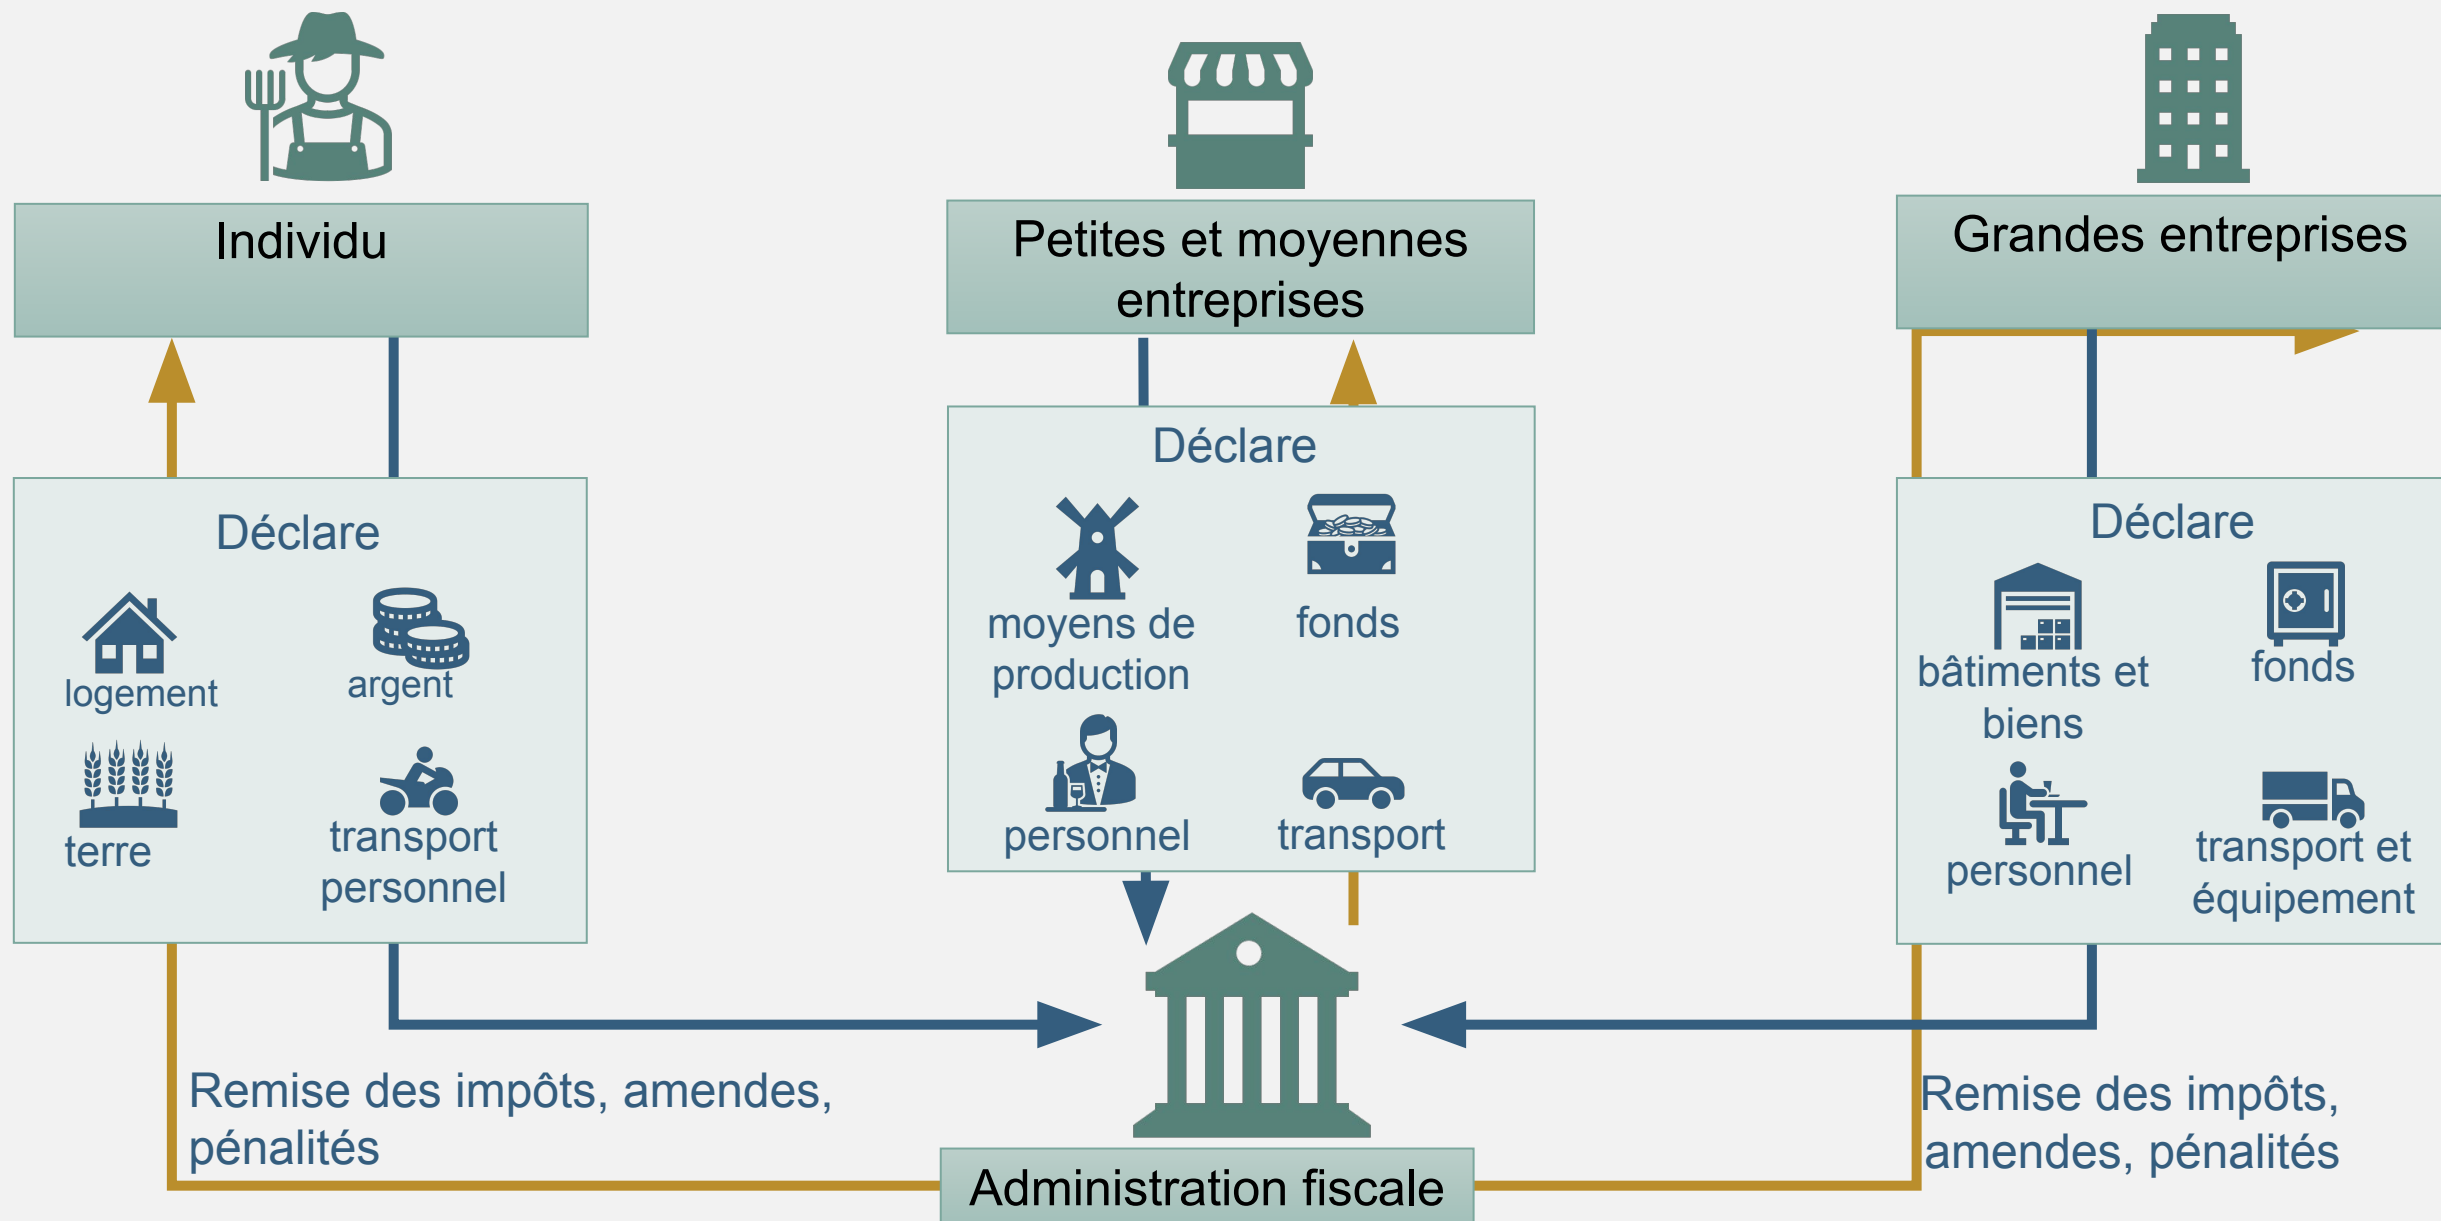 Individu
Petites et moyennes
entreprises
Grandes entreprises
Déclare
logement
argent
terre
transport
personnel
Déclare
moyens de
production
fonds
personnel
transport
Déclare
bâtiments et
biens
fonds
personnel
transport et
équipement
Remise des impôts, amendes,
pénalités
Remise des impôts,
amendes, pénalités
Administration fiscale